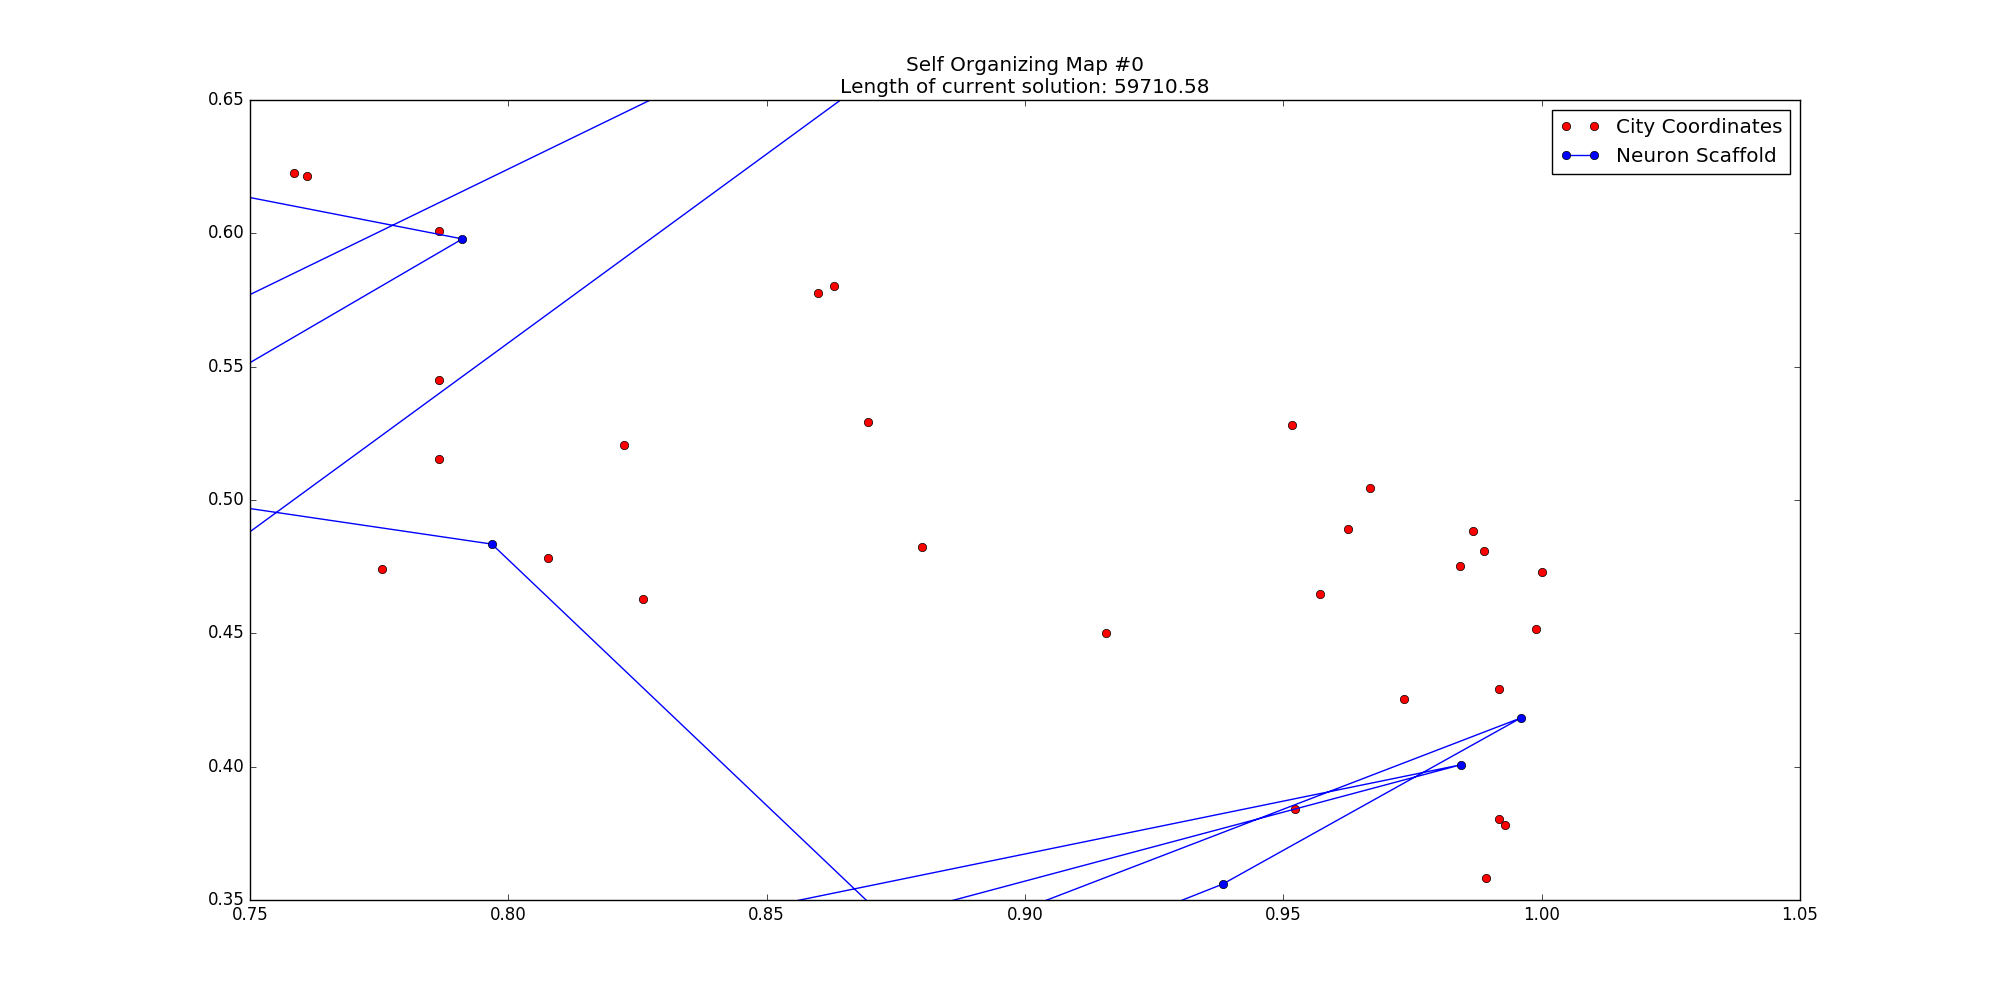 Self Organizing Map #0
Length of current solution: 59710.58
City Coordinates
Neuron Scaffold
0.65
0.60
0.55
0.50
0.45
0.40
0.35
0.75 0.80 0.85 0.90 0.95 1.00 1.05